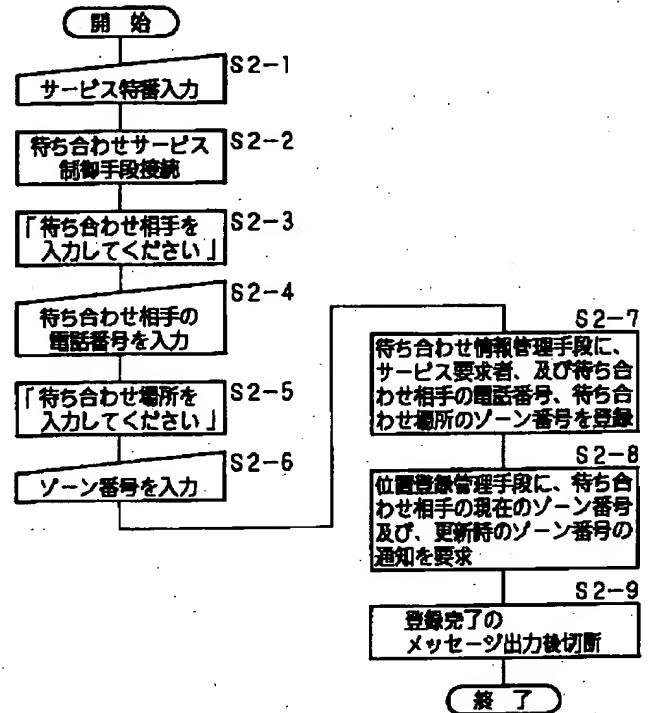 開 始
S2-1
サービス特番入力
S2-2
待ち合わせサービス
制御手段接続
S2-3
「待ち合わせ相手を
入力してください」
S2-4
待ち合わせ相手の
電話番号を入力
S2-5
「待ち合わせ場所を
入力してください」
S2-6
ゾーン番号を入力
S2-7
待ち合わせ情報管理手段に、
サービス要求者、及び待ち合
わせ相手の電話番号、待ち合
わせ場所のゾーン番号を登録
S2-8
位置登録管理手段に、待ち合
わせ相手の現在のゾーン番号
及び、更新時のゾーン番号の
通知を要求
S2-9
登録完了の
メッセージ出力後切断
終 了